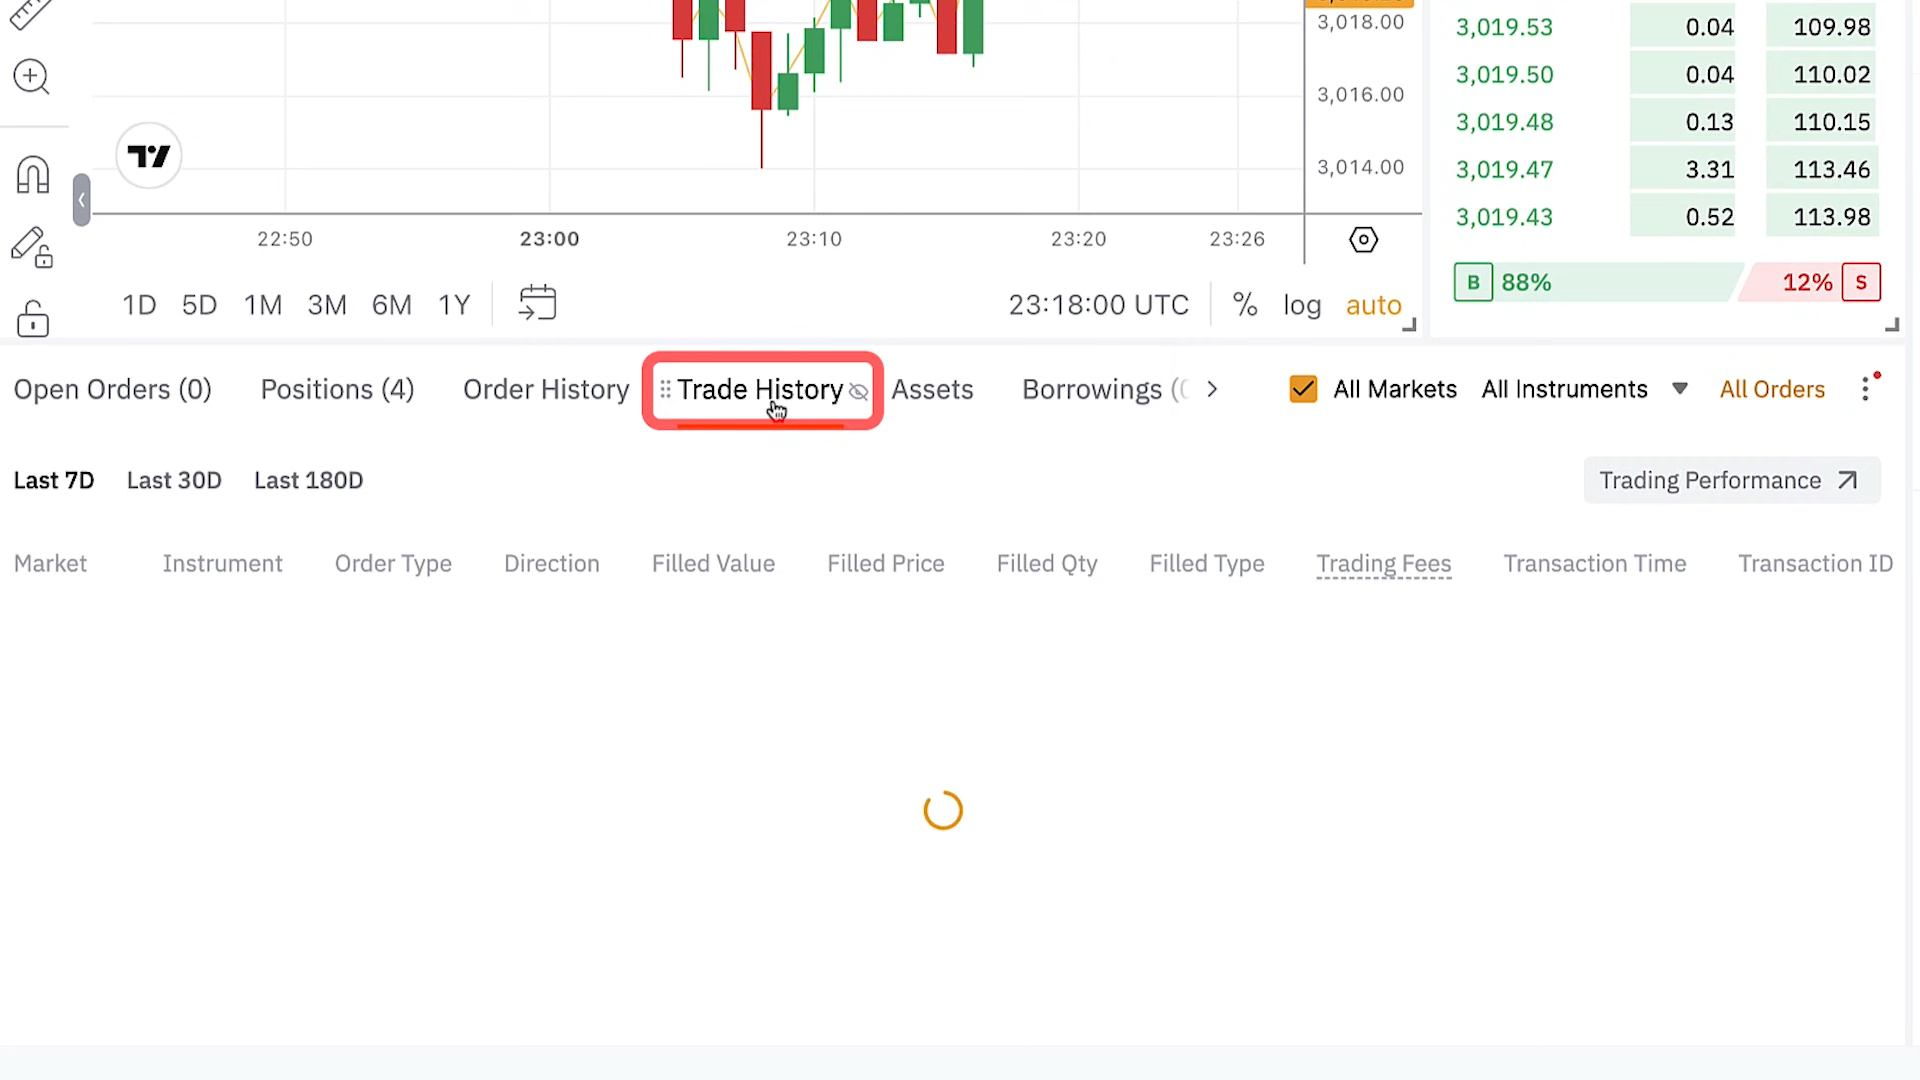 3,018.00
3,016.00
3,014.00
3,019.53 0.04 109.98
3,019.50 0.04 110.02
3,019.48 0.13 110.15
3,019.47 3.31 113.46
3,019.43 0.52 113.98
22:50 23:00 23:10 23:20 23:26
B 88% 12% S
1D 5D 1M 3M 6M 1Y 23:18:00 UTC % log auto
Open Orders (0) Positions (4) Order History Trade History Assets Borrowings All Markets All Instruments All Orders
Last 7D Last 30D Last 180D Trading Performance
Market Instrument Order Type Direction Filled Value Filled Price Filled Qty Filled Type Trading Fees Transaction Time Transaction ID